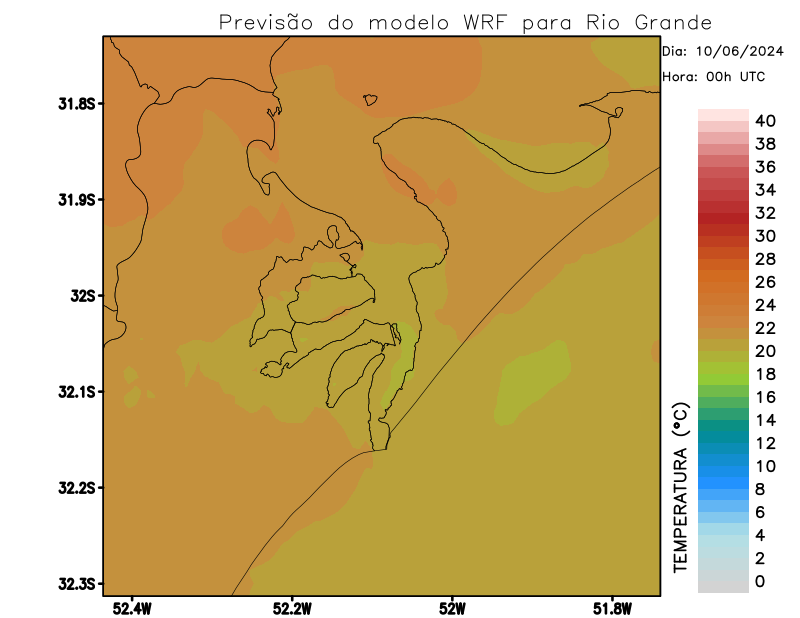 Previsão do modelo WRF para Rio Grande
Dia: 10/06/2024
Hora: 00h UTC
31.8S
31.9S
32S
32.1S
32.2S
32.3S
52.4W
52.2W
52W
51.8W
TEMPERATURA (°C)
40
38
36
34
32
30
28
26
24
22
20
18
16
14
12
10
8
6
4
2
0